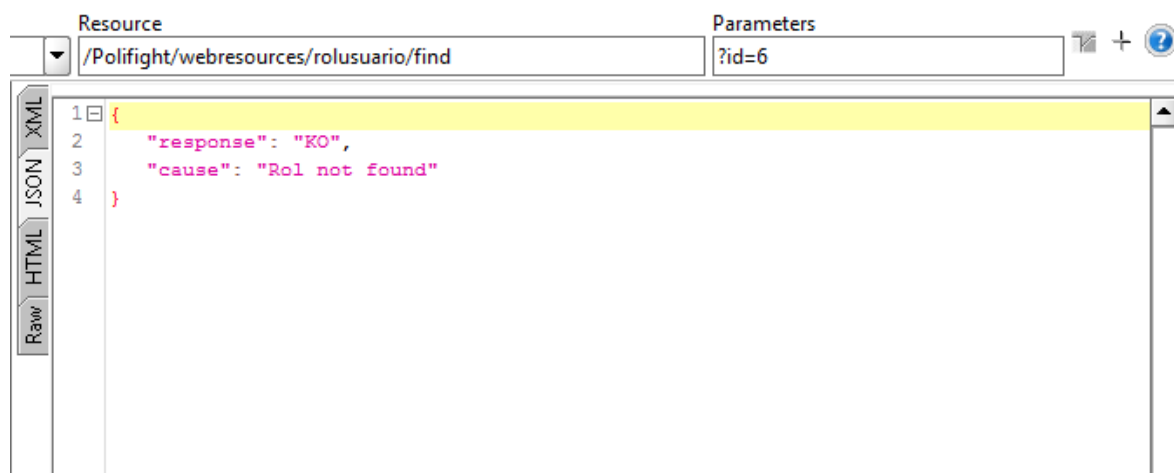 Resource Parameters
/Polifight/webresources/rolusuario/find ?id=6
XML
JSON
HTML
Raw
1 {
2 "response": "KO",
3 "cause": "Rol not found"
4 }